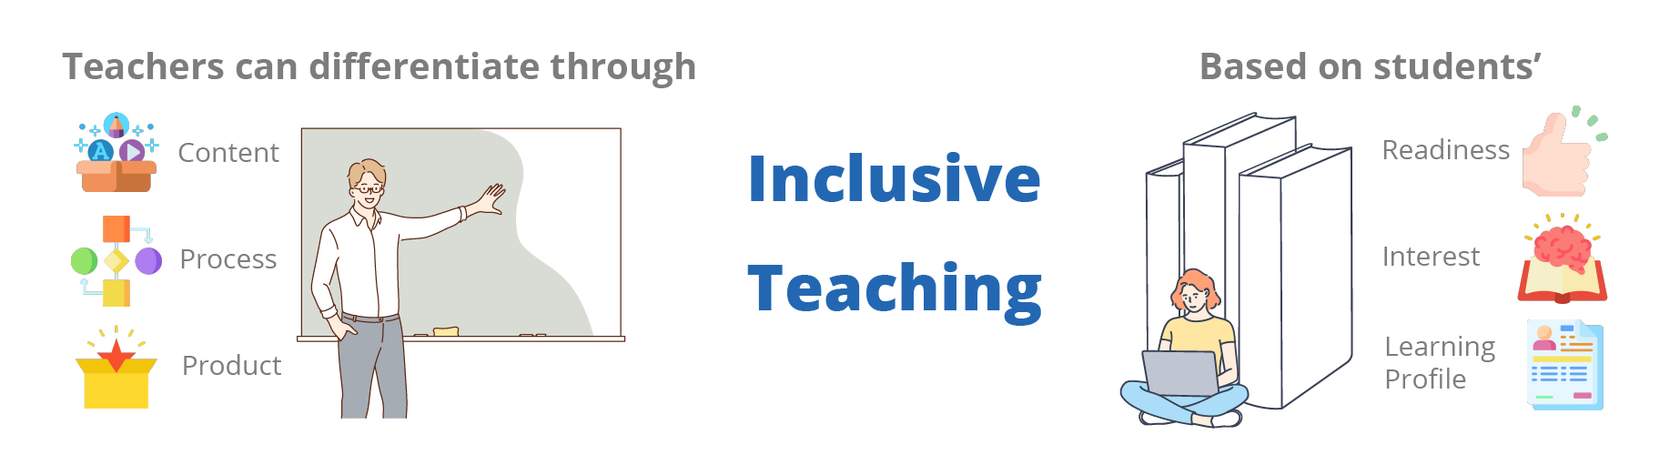 Teachers can differentiate through
Content
Process
Product
Inclusive
Teaching
Based on students’
Readiness
Interest
Learning
Profile